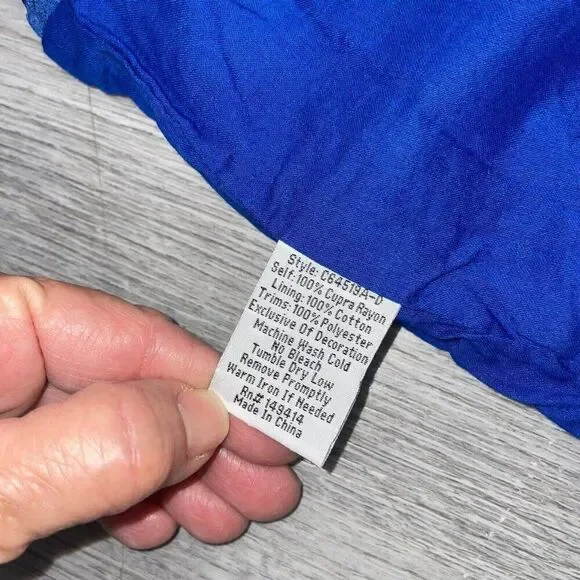 Style: C64519A-D
Self: 100% Cupra Rayon
Lining: 100% Cotton
Trims: 100% Polyester
Exclusive Of Decoration
Machine Wash Cold
No Bleach
Tumble Dry Low
Remove Promptly
Warm Iron If Needed
Rn# 149414
Made In China